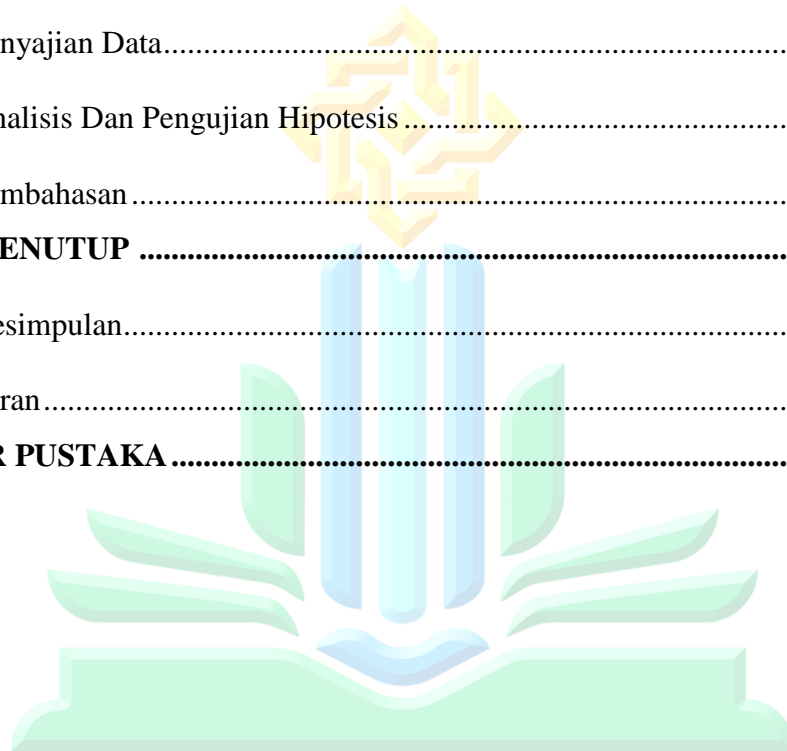 nyajian Data................................................................................
nalisis Dan Pengujian Hipotesis ................................................
mbahasan ...................................................................................
ENUTUP ..................................................................................
esimpulan...................................................................................
ran..............................................................................................
R PUSTAKA..............................................................................